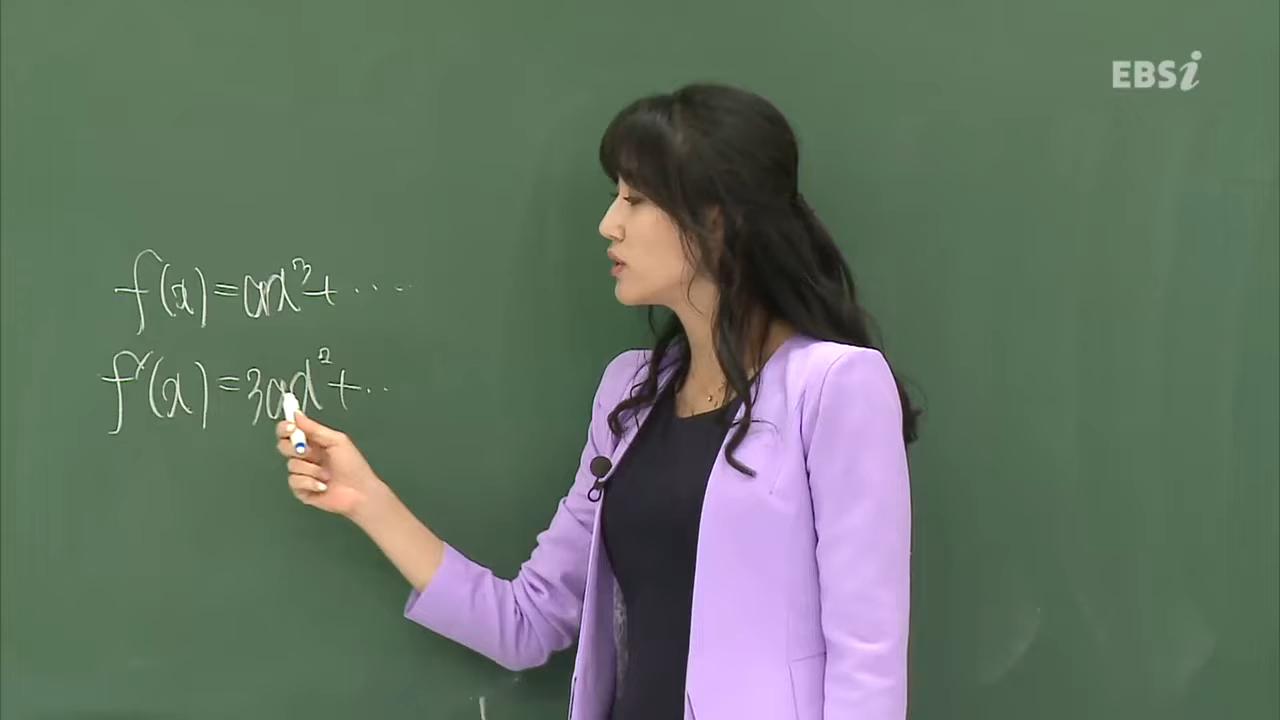 EBSi
f(x)=ax³+ ‥‥
f'(x)=3ax²+‥